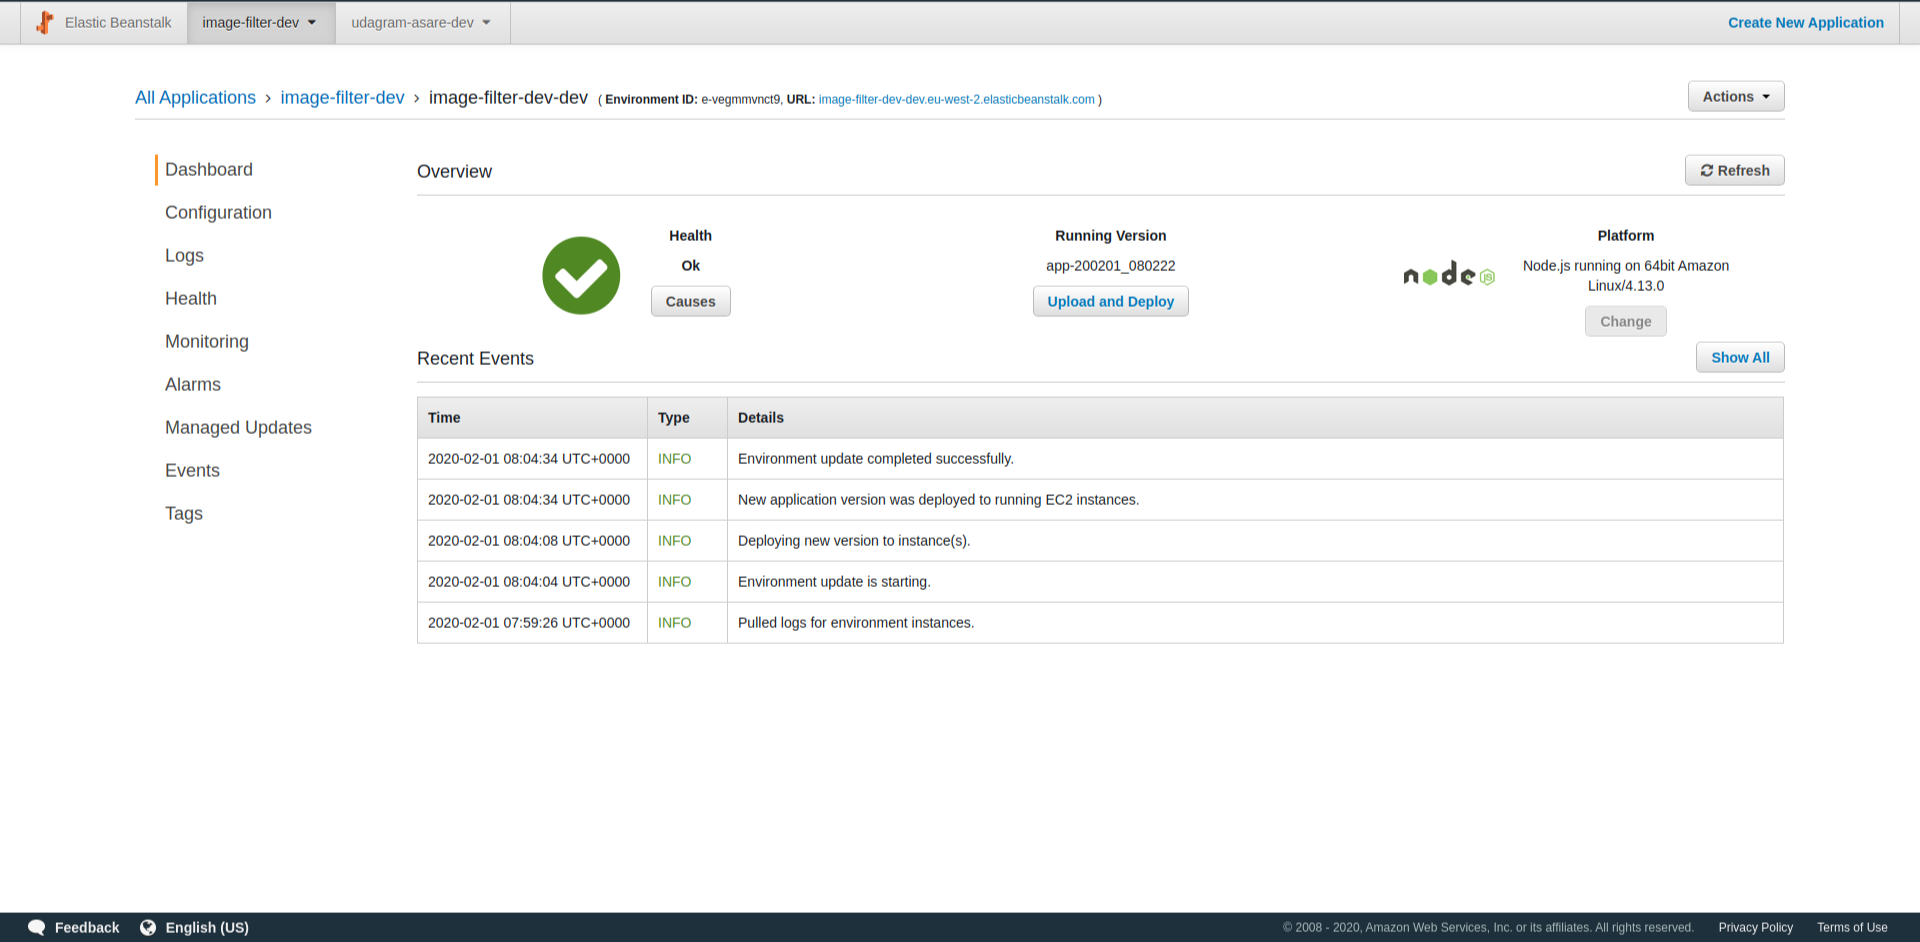 Elastic Beanstalk image-filter-dev udagram-asare-dev Create New Application
All Applications › image-filter-dev › image-filter-dev-dev ( Environment ID: e-vegmmvnct9, URL: image-filter-dev-dev.eu-west-2.elasticbeanstalk.com ) Actions
Dashboard
Configuration
Logs
Health
Monitoring
Alarms
Managed Updates
Events
Tags
Overview Refresh
Health
Ok
Causes
Running Version
app-200201_080222
Upload and Deploy
node JS
Platform
Node.js running on 64bit Amazon
Linux/4.13.0
Change
Recent Events Show All
Time Type Details
2020-02-01 08:04:34 UTC+0000 INFO Environment update completed successfully.
2020-02-01 08:04:34 UTC+0000 INFO New application version was deployed to running EC2 instances.
2020-02-01 08:04:08 UTC+0000 INFO Deploying new version to instance(s).
2020-02-01 08:04:04 UTC+0000 INFO Environment update is starting.
2020-02-01 07:59:26 UTC+0000 INFO Pulled logs for environment instances.
Feedback English (US) © 2008 - 2020, Amazon Web Services, Inc. or its affiliates. All rights reserved. Privacy Policy Terms of Use